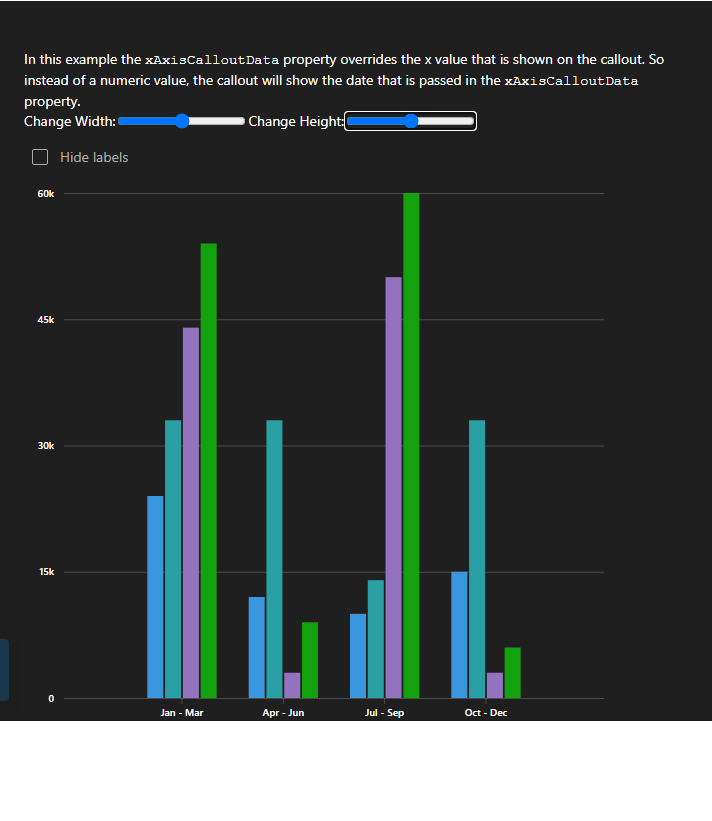 In this example the xAxisCalloutData property overrides the x value that is shown on the callout. So
instead of a numeric value, the callout will show the date that is passed in the xAxisCalloutData
property.
Change Width: Change Height:
Hide labels
60k
45k
30k
15k
0
Jan - Mar Apr - Jun Jul - Sep Oct - Dec